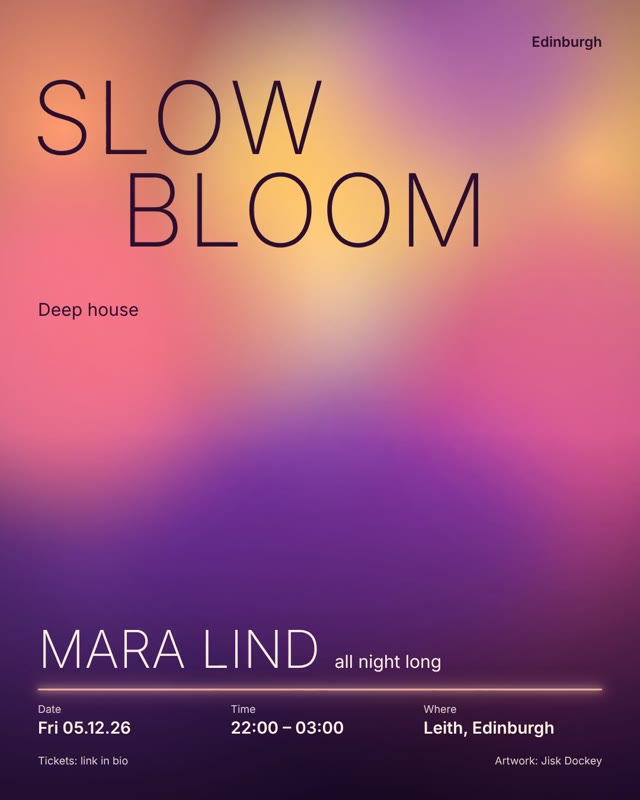 Edinburgh
SLOW
BLOOM
Deep house
MARA LIND all night long
Date
Fri 05.12.26
Time
22:00 – 03:00
Where
Leith, Edinburgh
Tickets: link in bio
Artwork: Jisk Dockey